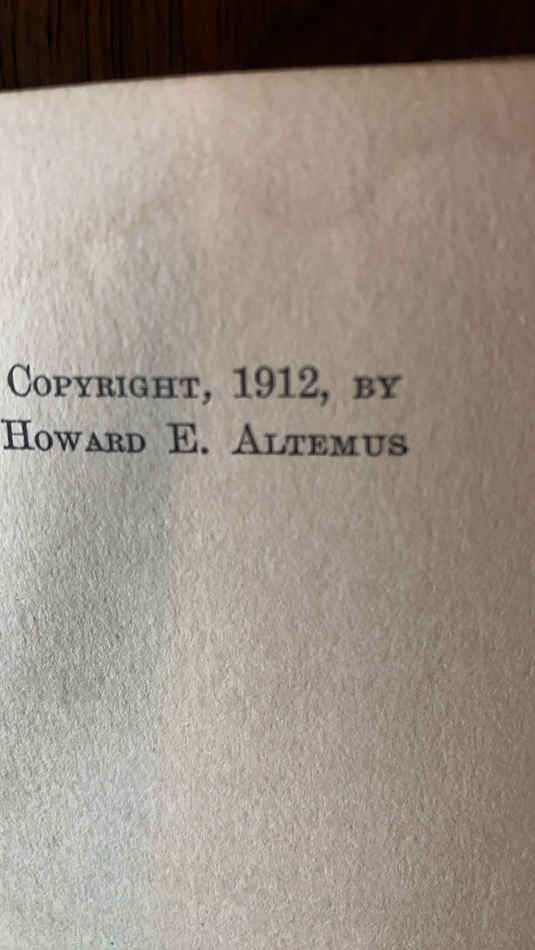 Copyright, 1912, by
Howard E. Altemus